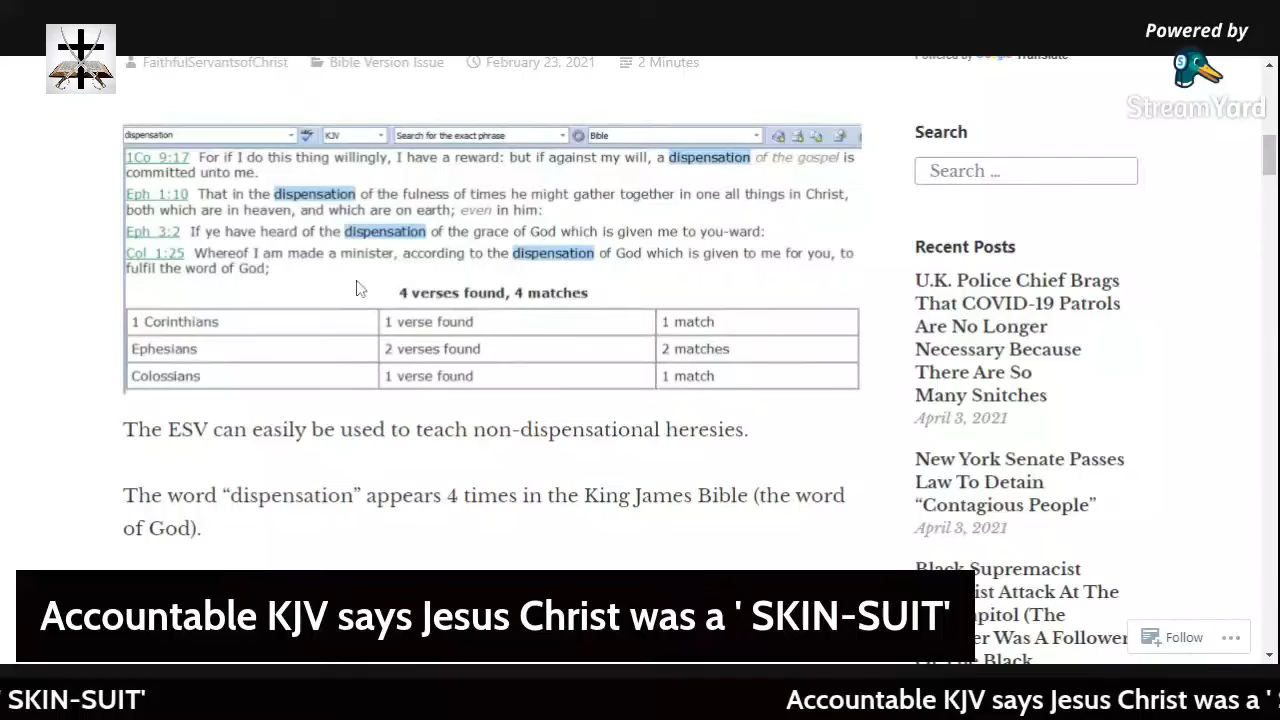 Powered by
StreamYard
FaithfulServantsofChrist Bible Version Issue February 23, 2021 2 Minutes
Translate
dispensation KJV Search for the exact phrase Bible
1Co 9:17 For if I do this thing willingly, I have a reward: but if against my will, a dispensation of the gospel is
committed unto me.
Eph 1:10 That in the dispensation of the fulness of times he might gather together in one all things in Christ,
both which are in heaven, and which are on earth; even in him:
Eph 3:2 If ye have heard of the dispensation of the grace of God which is given me to you-ward:
Col 1:25 Whereof I am made a minister, according to the dispensation of God which is given to me for you, to
fulfil the word of God;
4 verses found, 4 matches
1 Corinthians 1 verse found 1 match
Ephesians 2 verses found 2 matches
Colossians 1 verse found 1 match
The ESV can easily be used to teach non-dispensational heresies.
The word “dispensation” appears 4 times in the King James Bible (the word
of God).
Search
Search …
Recent Posts
U.K. Police Chief Brags
That COVID-19 Patrols
Are No Longer
Necessary Because
There Are So
Many Snitches
April 3, 2021
New York Senate Passes
Law To Detain
“Contagious People”
April 3, 2021
Black Supremacist
ist Attack At The
apitol (The
er Was A Follower
Of The Black
Follow
Accountable KJV says Jesus Christ was a ' SKIN-SUIT'
' SKIN-SUIT' Accountable KJV says Jesus Christ was a '